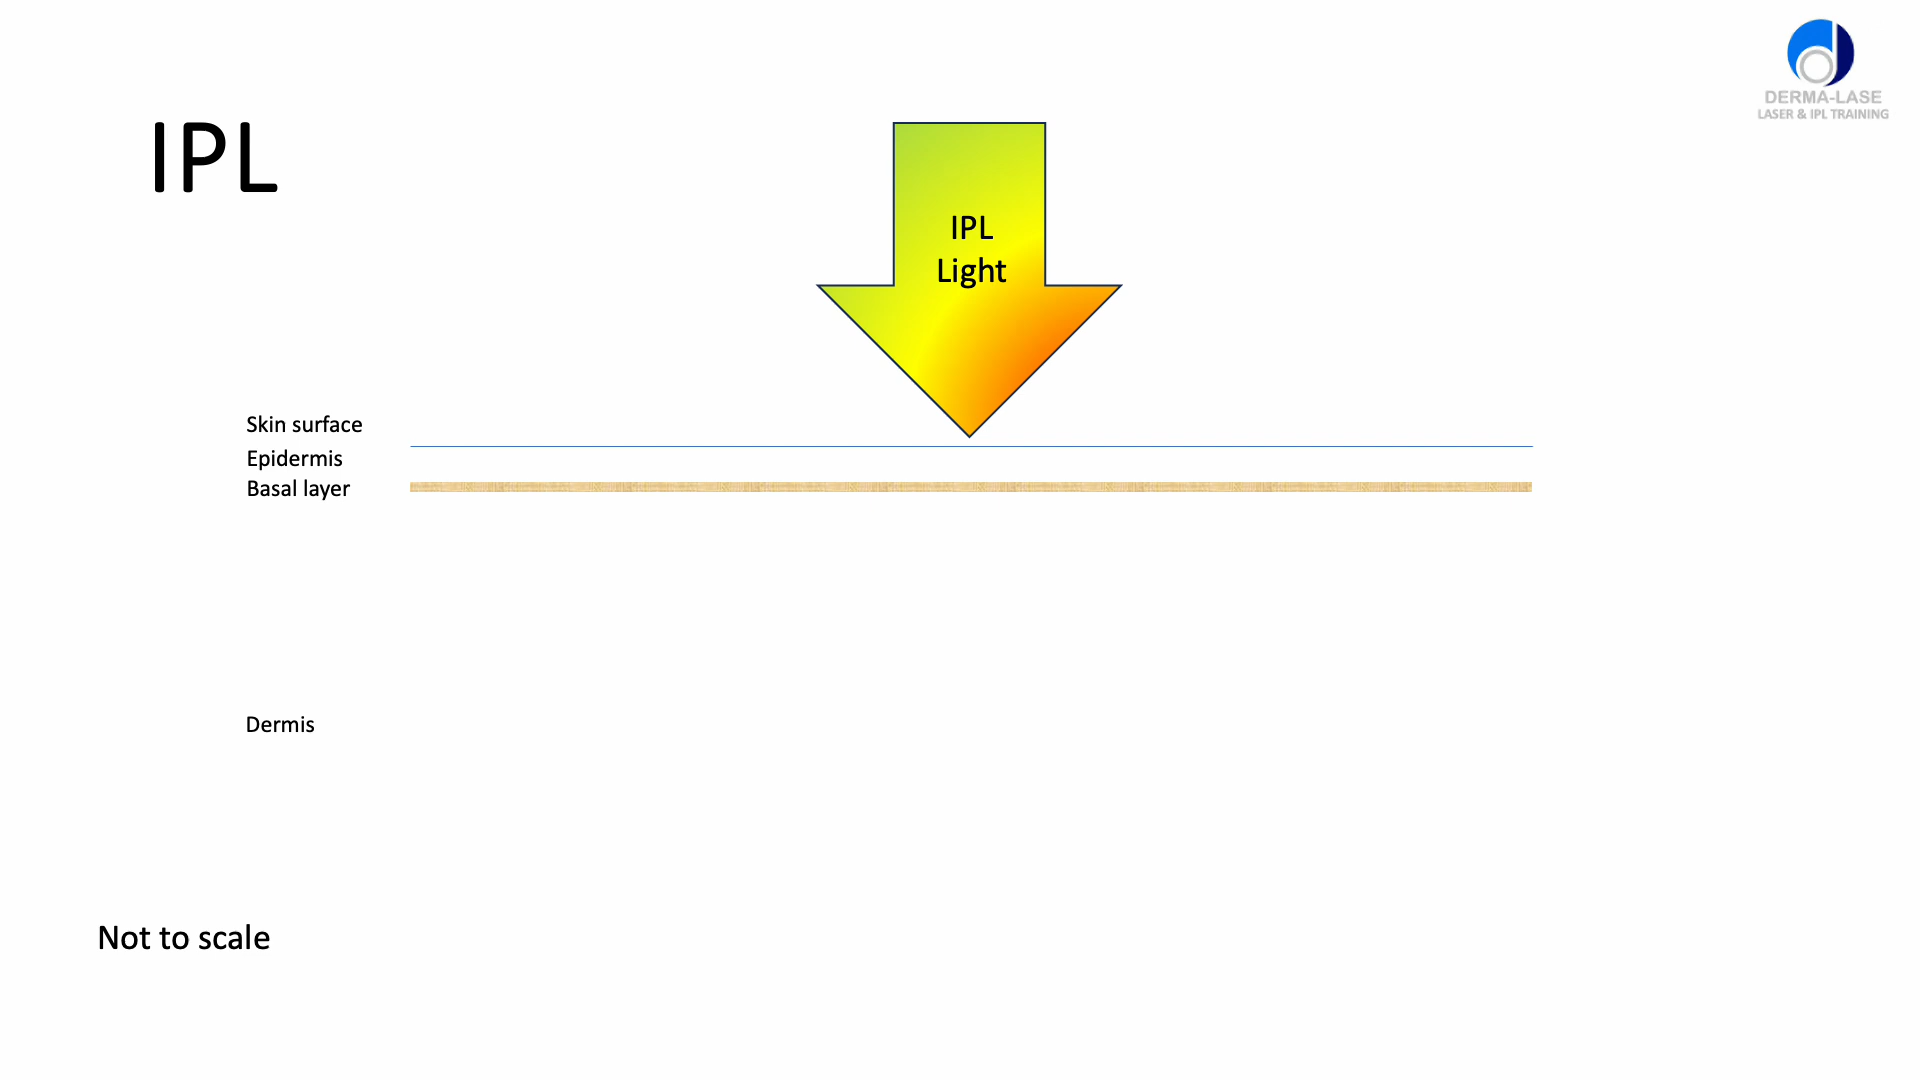 DERMA-LASE
LASER & IPL TRAINING
IPL
IPL
Light
Skin surface
Epidermis
Basal layer
Dermis
Not to scale